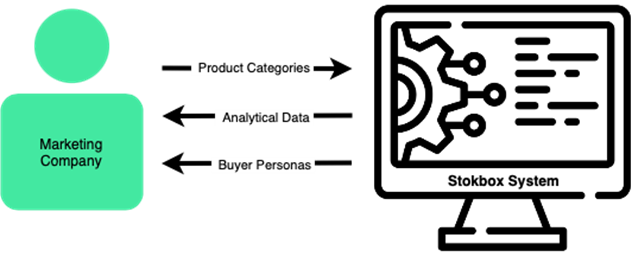 Product Categories
Marketing
Company
Analytical Data
Buyer Personas
Stokbox System